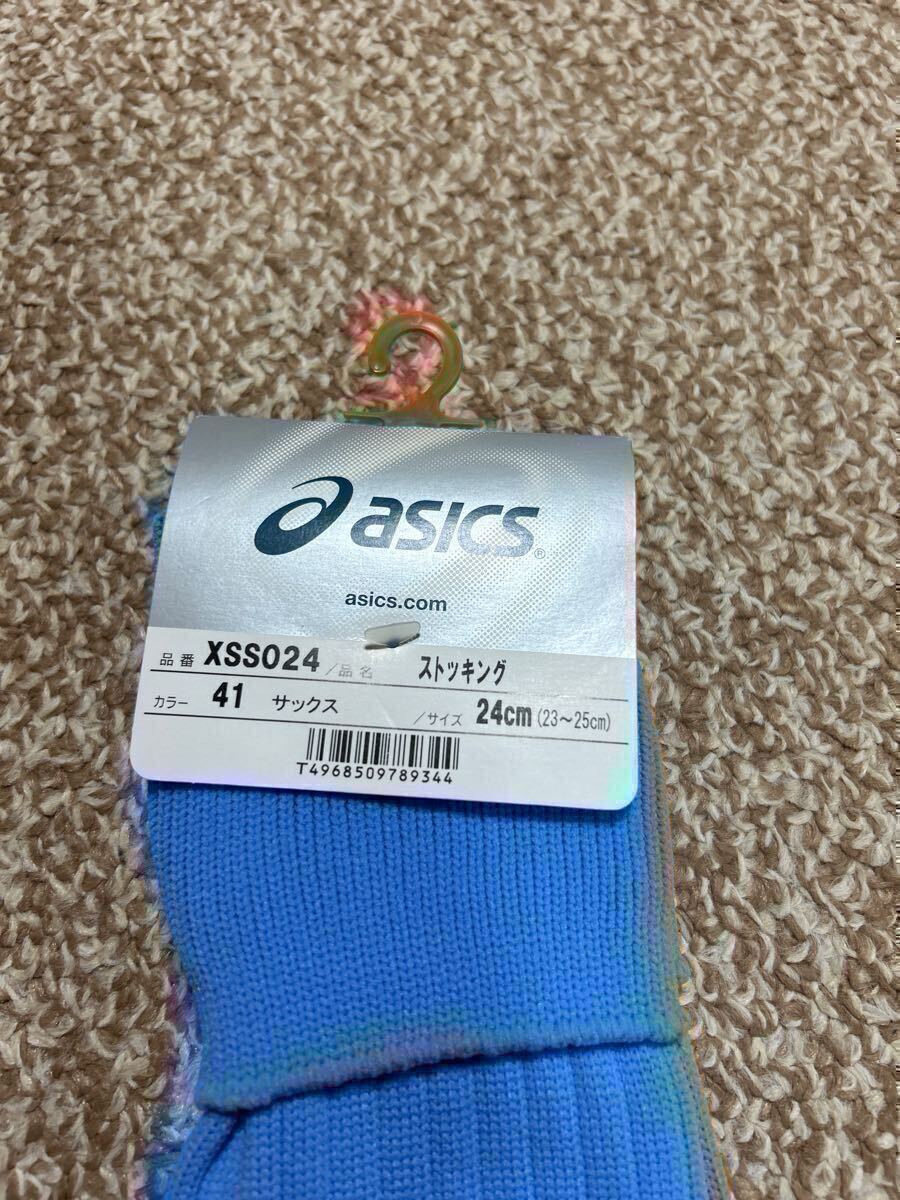 asics®
asics.com
品番 XSS024 /品名 ストッキング
カラー 41 サックス /サイズ 24cm (23～25cm)
T4968509789344